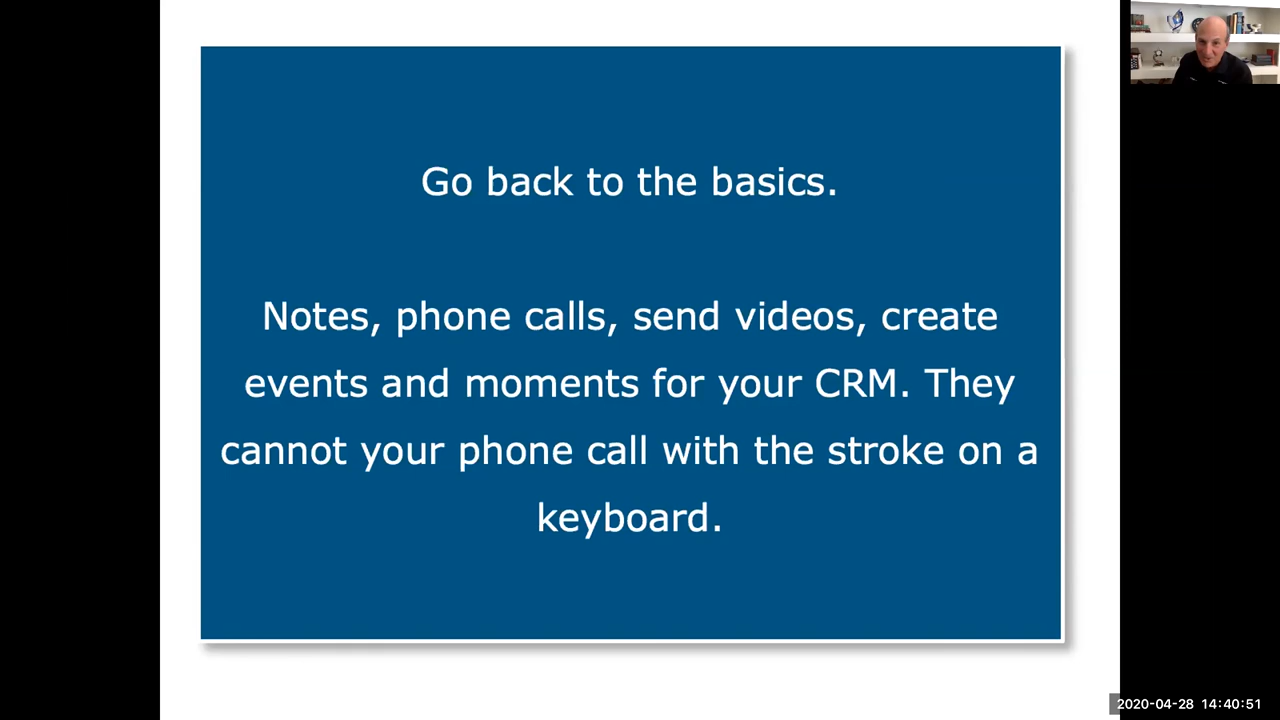 Go back to the basics.
Notes, phone calls, send videos, create
events and moments for your CRM. They
cannot your phone call with the stroke on a
keyboard.
2020-04-28 14:40:51